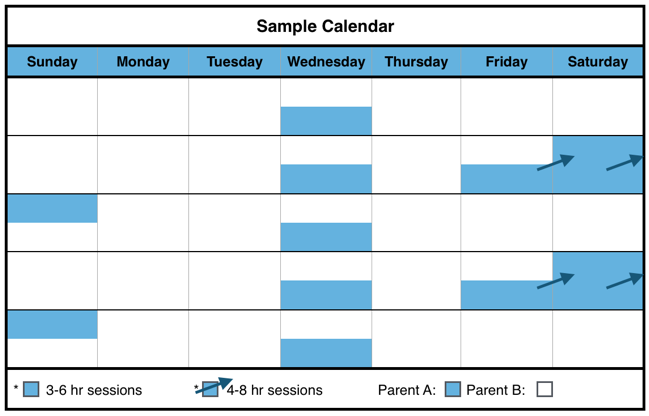 Sample Calendar
Sunday Monday Tuesday Wednesday Thursday Friday Saturday
* 3-6 hr sessions * 4-8 hr sessions Parent A: Parent B: